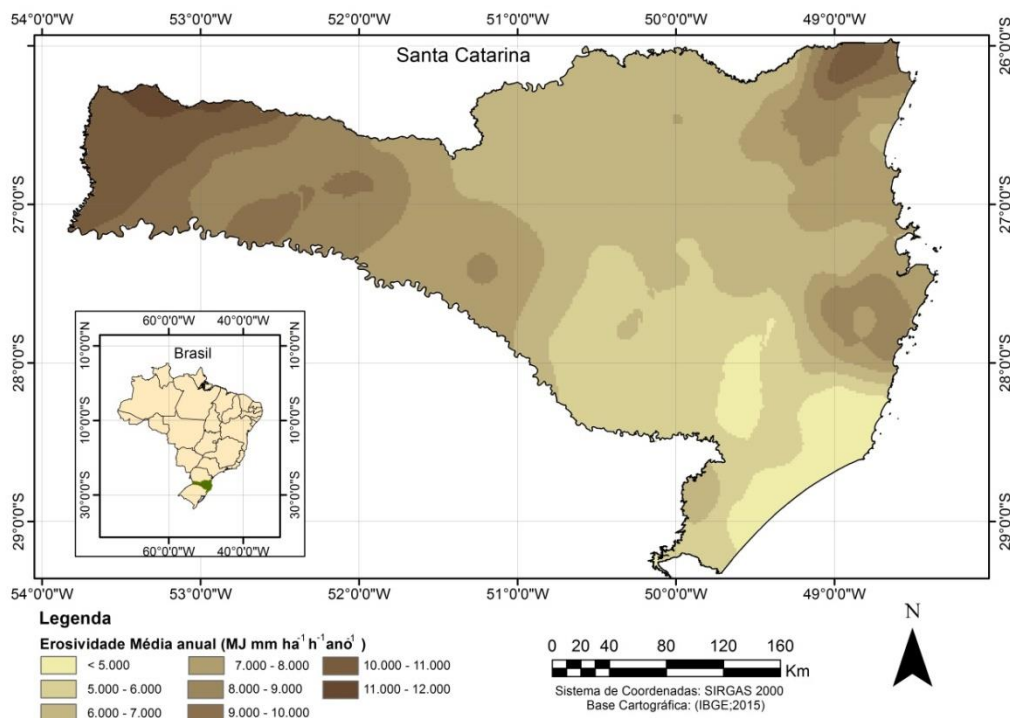 54°0'0"W 53°0'0"W 52°0'0"W 51°0'0"W 50°0'0"W 49°0'0"W
Santa Catarina
26°0'0"S 26°0'0"S
27°0'0"S 27°0'0"S
28°0'0"S 28°0'0"S
29°0'0"S 29°0'0"S
60°0'0"W 40°0'0"W
Brasil
10°0'0"N 10°0'0"N
10°0'0"S 10°0'0"S
30°0'0"S 30°0'0"S
60°0'0"W 40°0'0"W
54°0'0"W 53°0'0"W 52°0'0"W 51°0'0"W 50°0'0"W 49°0'0"W
Legenda
Erosividade Média anual (MJ mm ha⁻¹ h⁻¹ano⁻¹ )
< 5.000
5.000 - 6.000
6.000 - 7.000
7.000 - 8.000
8.000 - 9.000
9.000 - 10.000
10.000 - 11.000
11.000 - 12.000
0 20 40 80 120 160
Km
Sistema de Coordenadas: SIRGAS 2000
Base Cartográfica: (IBGE;2015)
N